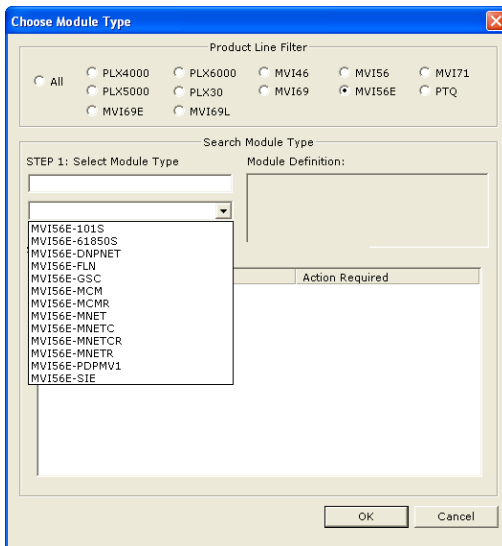 Choose Module Type
Product Line Filter
All
PLX4000
PLX6000
MVI46
MVI56
MVI71
PLX5000
PLX30
MVI69
MVI56E
PTQ
MVI69E
MVI69L
Search Module Type
STEP 1: Select Module Type
Module Definition:
MVI56E-101S
MVI56E-61850S
MVI56E-DNPNET
MVI56E-FLN
MVI56E-GSC
MVI56E-MCM
MVI56E-MCMR
MVI56E-MNET
MVI56E-MNETC
MVI56E-MNETCR
MVI56E-MNETR
MVI56E-PDPMV1
MVI56E-SIE
Action Required
OK
Cancel